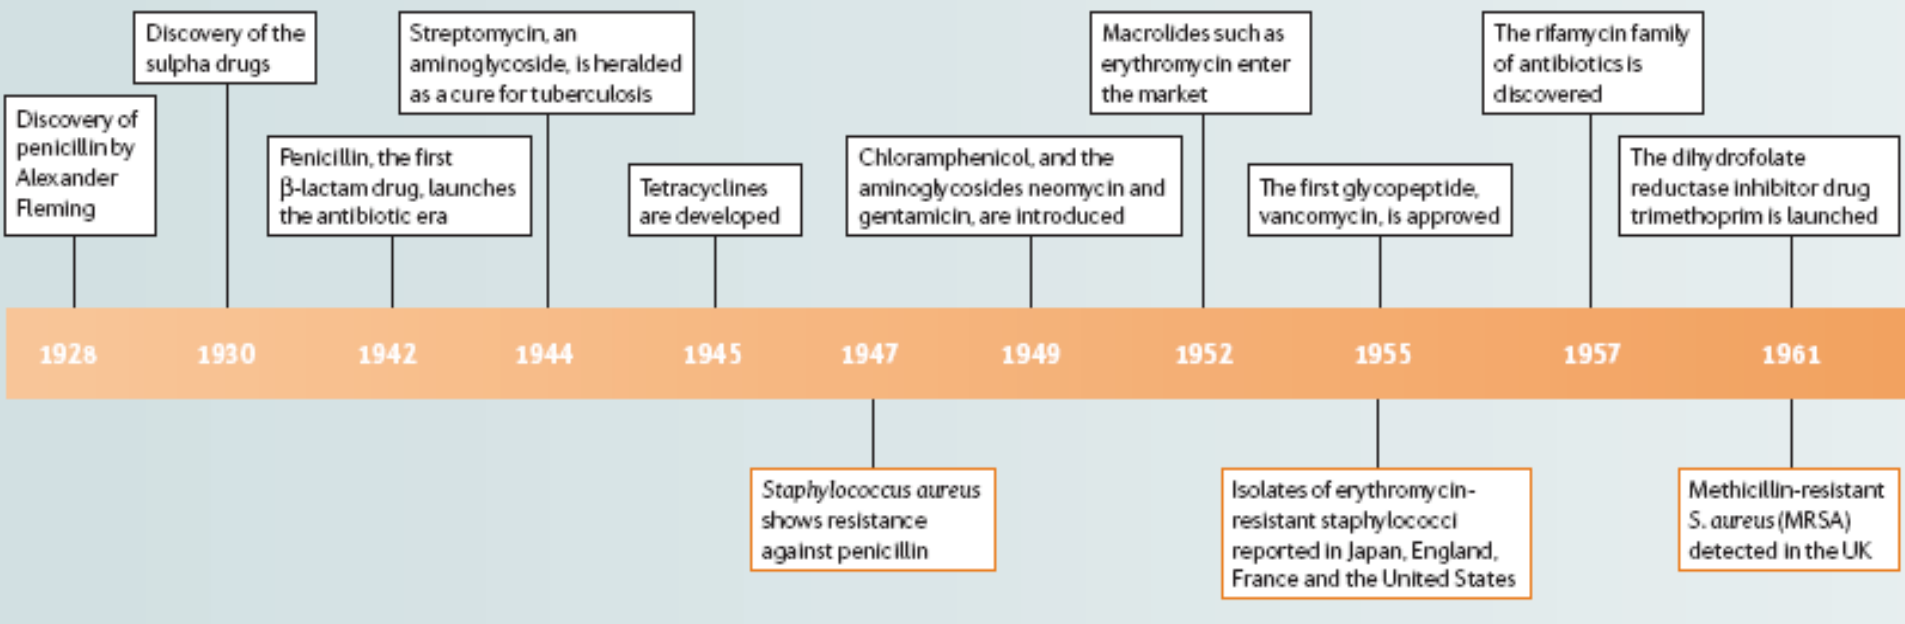 Discovery of
penicillin by
Alexander
Fleming
Discovery of the
sulpha drugs
Penicillin, the first
β-lactam drug, launches
the antibiotic era
Streptomycin, an
aminoglycoside, is heralded
as a cure for tuberculosis
Tetracyclines
are developed
Chloramphenicol, and the
aminoglycosides neomycin and
gentamicin, are introduced
Macrolides such as
erythromycin enter
the market
The first glycopeptide,
vancomycin, is approved
The rifamycin family
of antibiotics is
discovered
The dihydrofolate
reductase inhibitor drug
trimethoprim is launched
1928 1930 1942 1944 1945 1947 1949 1952 1955 1957 1961
Staphylococcus aureus
shows resistance
against penicillin
Isolates of erythromycin-
resistant staphylococci
reported in Japan, England,
France and the United States
Methicillin-resistant
S. aureus (MRSA)
detected in the UK